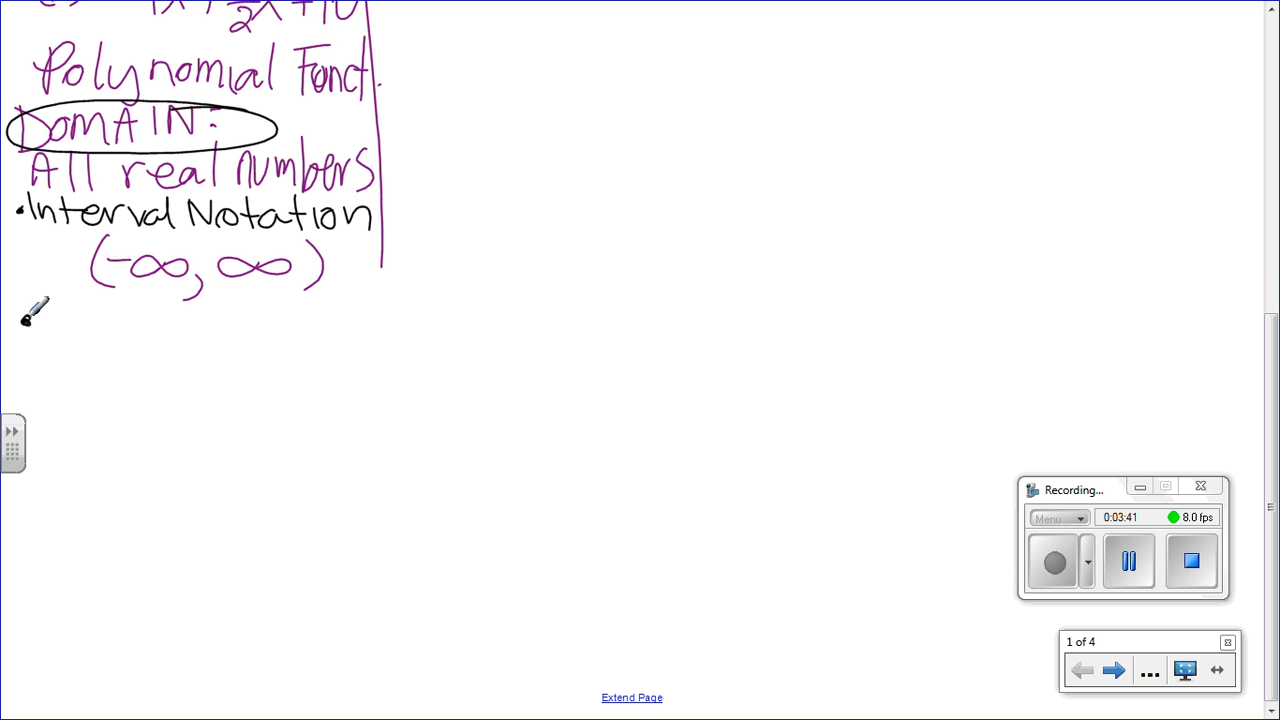 Polynomial Funct.
DOMAIN:
All real numbers
• Interval Notation
(-∞, ∞)
Recording...
Menu
0:03:41
8.0 fps
1 of 4
...
Extend Page